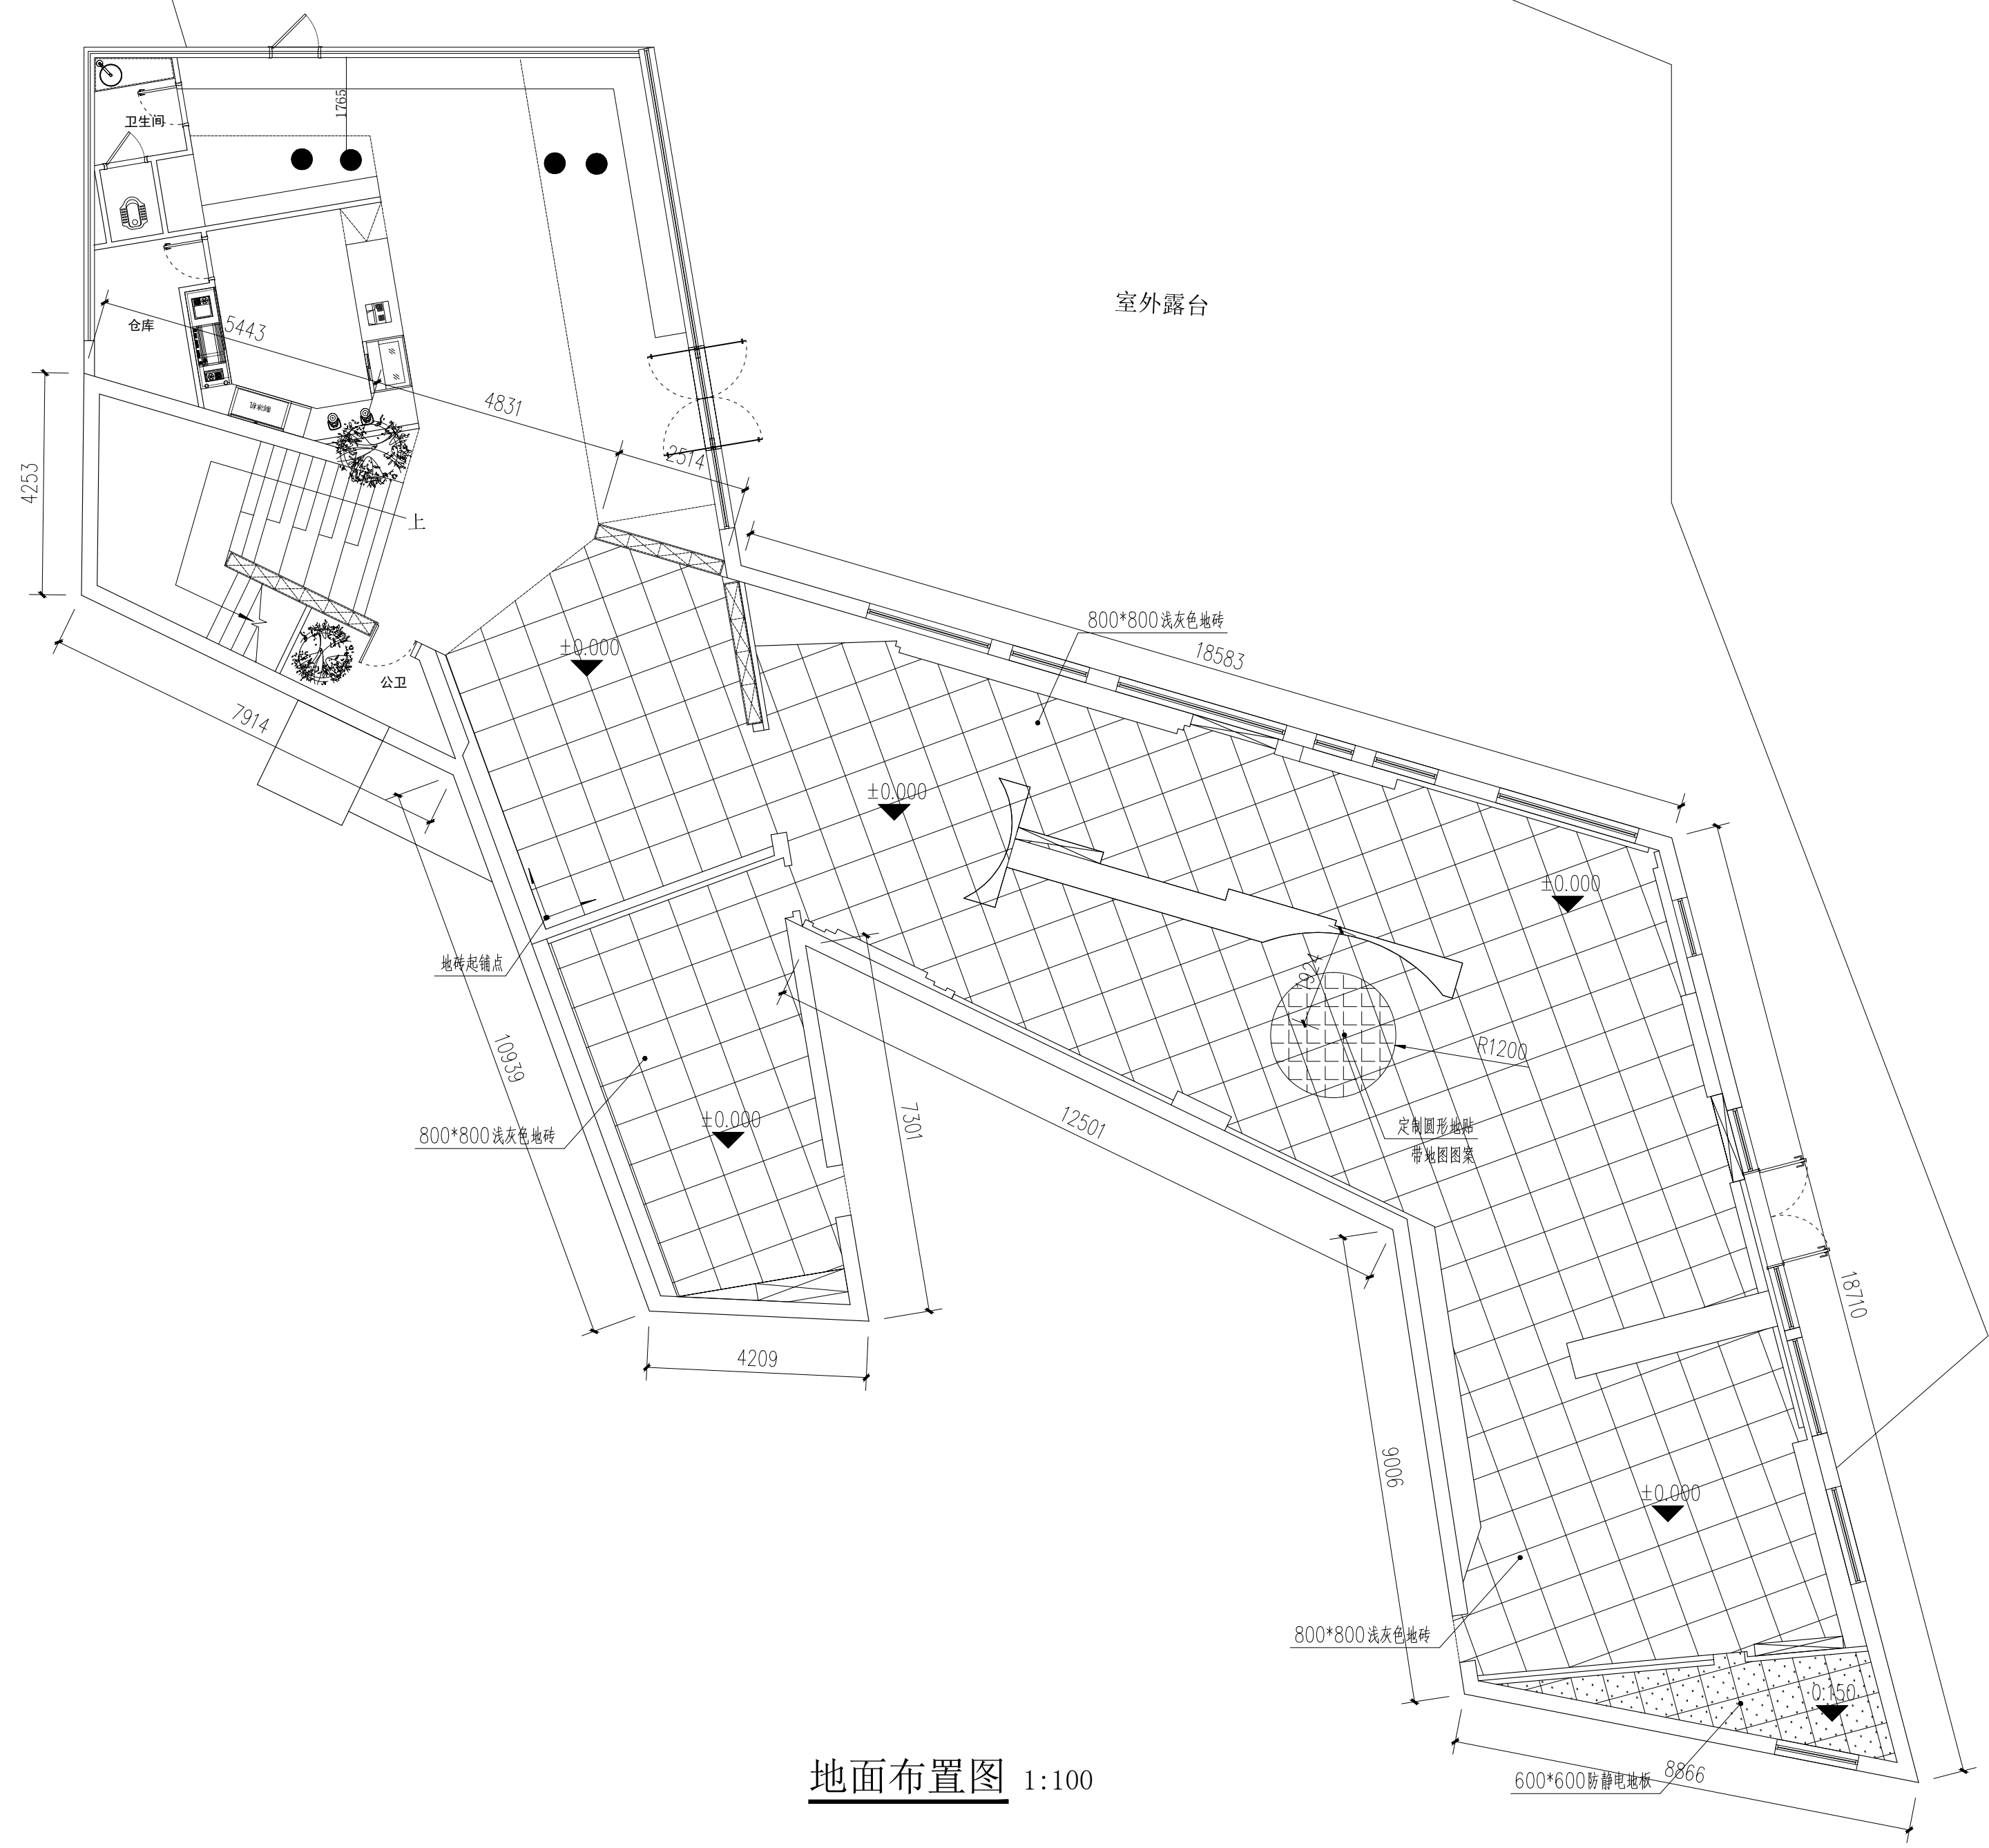 1765
卫生间
室外露台
仓库
5443
4831
制冰机
2514
4253
上
800*800浅灰色地砖
18583
±0.000
公卫
7914
±0.000
±0.000
地砖起铺点
10939
R1200
7301
12501
±0.000
800*800浅灰色地砖
定制圆形地贴
带地图图案
18710
4209
9006
±0.000
800*800浅灰色地砖
0.150
8866
600*600防静电地板
地面布置图 1:100